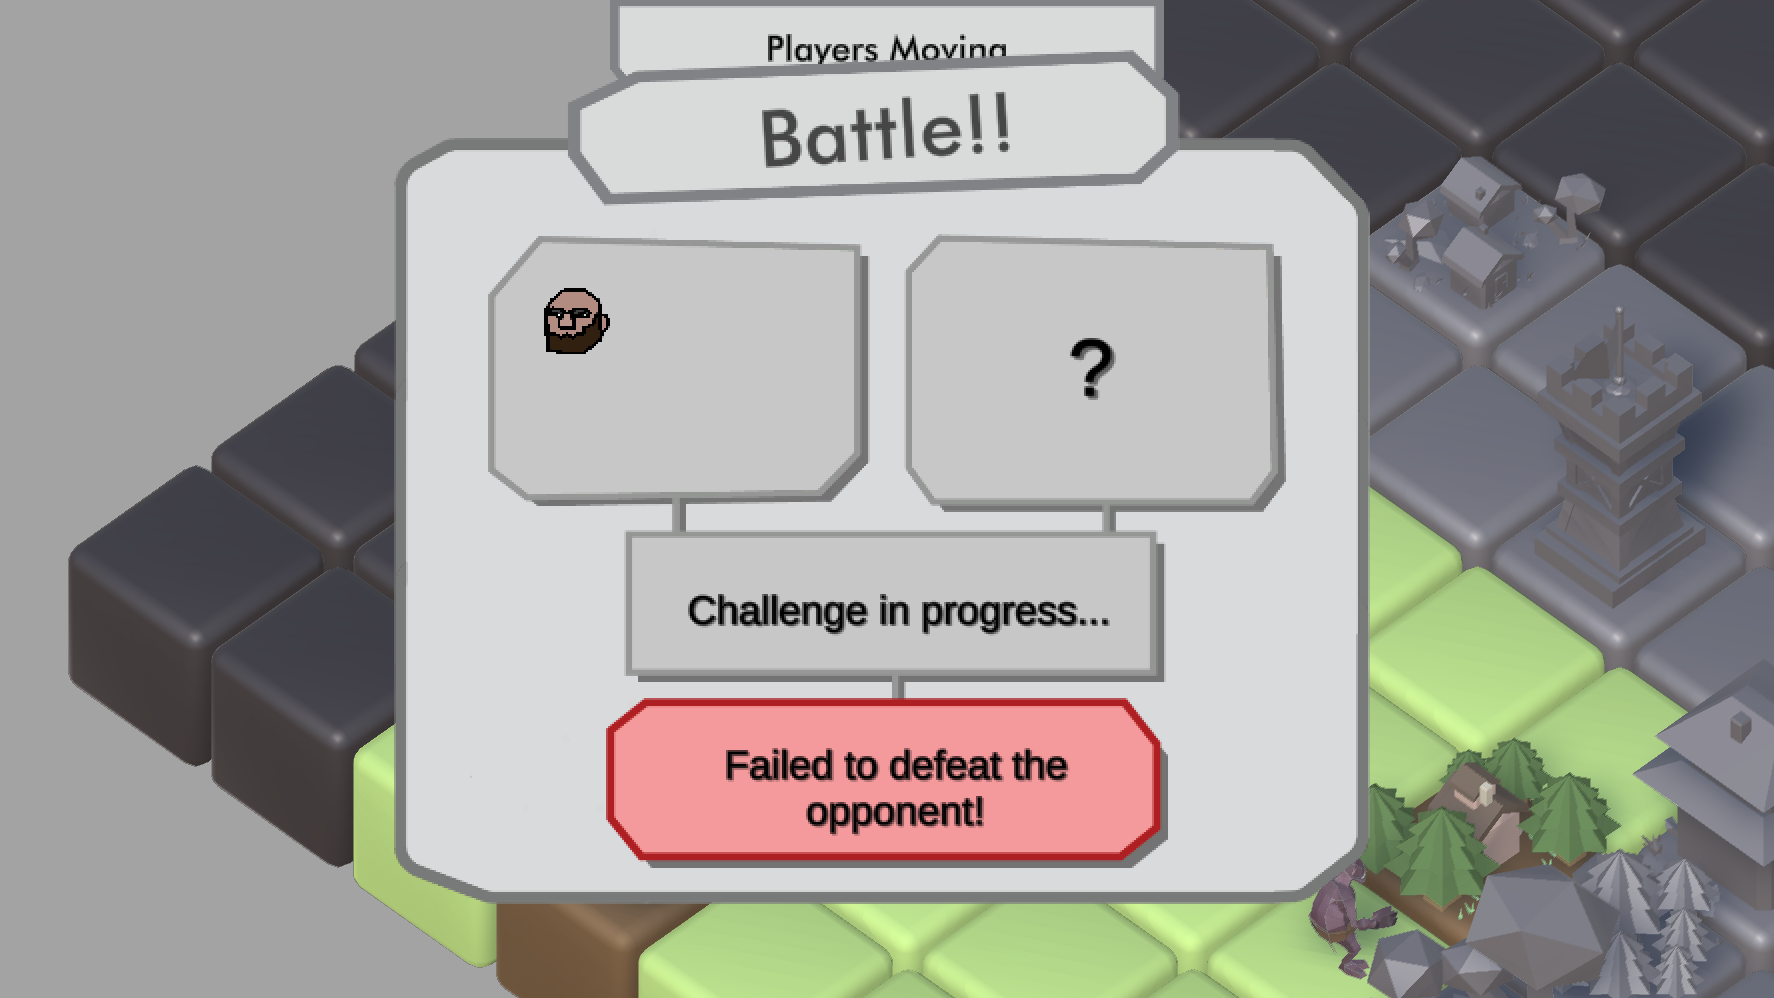 Players Moving
Battle!!
?
Challenge in progress...
Failed to defeat the
opponent!